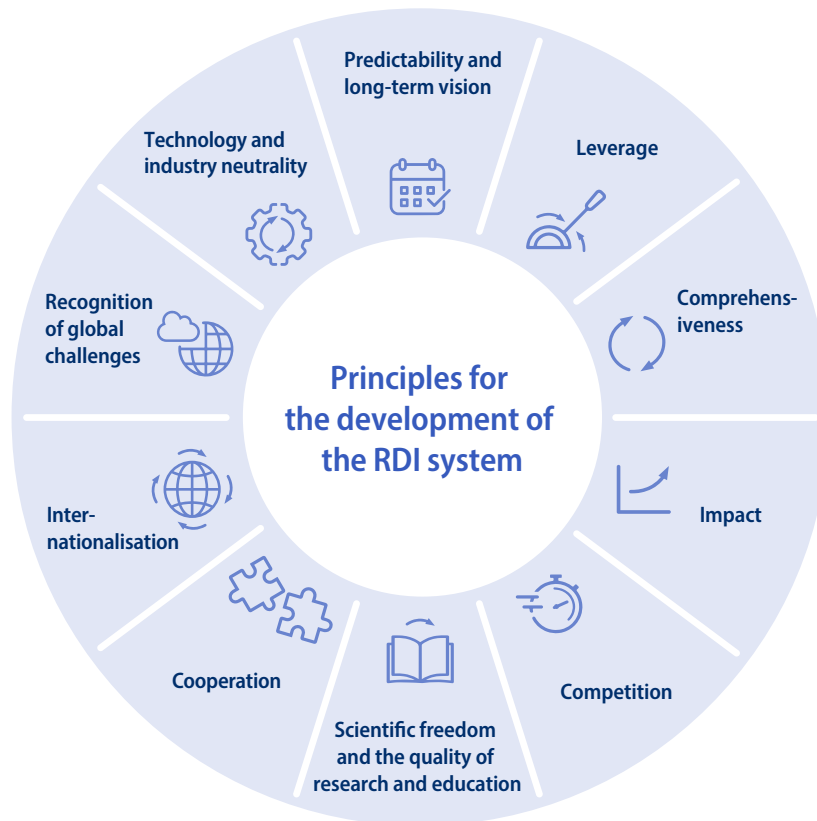 Predictability and
long-term vision
Leverage
Comprehens-
iveness
Impact
Competition
Scientific freedom
and the quality of
research and education
Cooperation
Inter-
nationalisation
Recognition
of global
challenges
Technology and
industry neutrality
Principles for
the development of
the RDI system